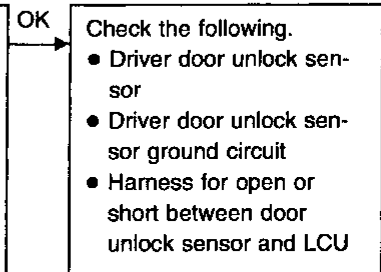 OK
Check the following.
● Driver door unlock sen-
sor
● Driver door unlock sen-
sor ground circuit
● Harness for open or
short between door
unlock sensor and LCU